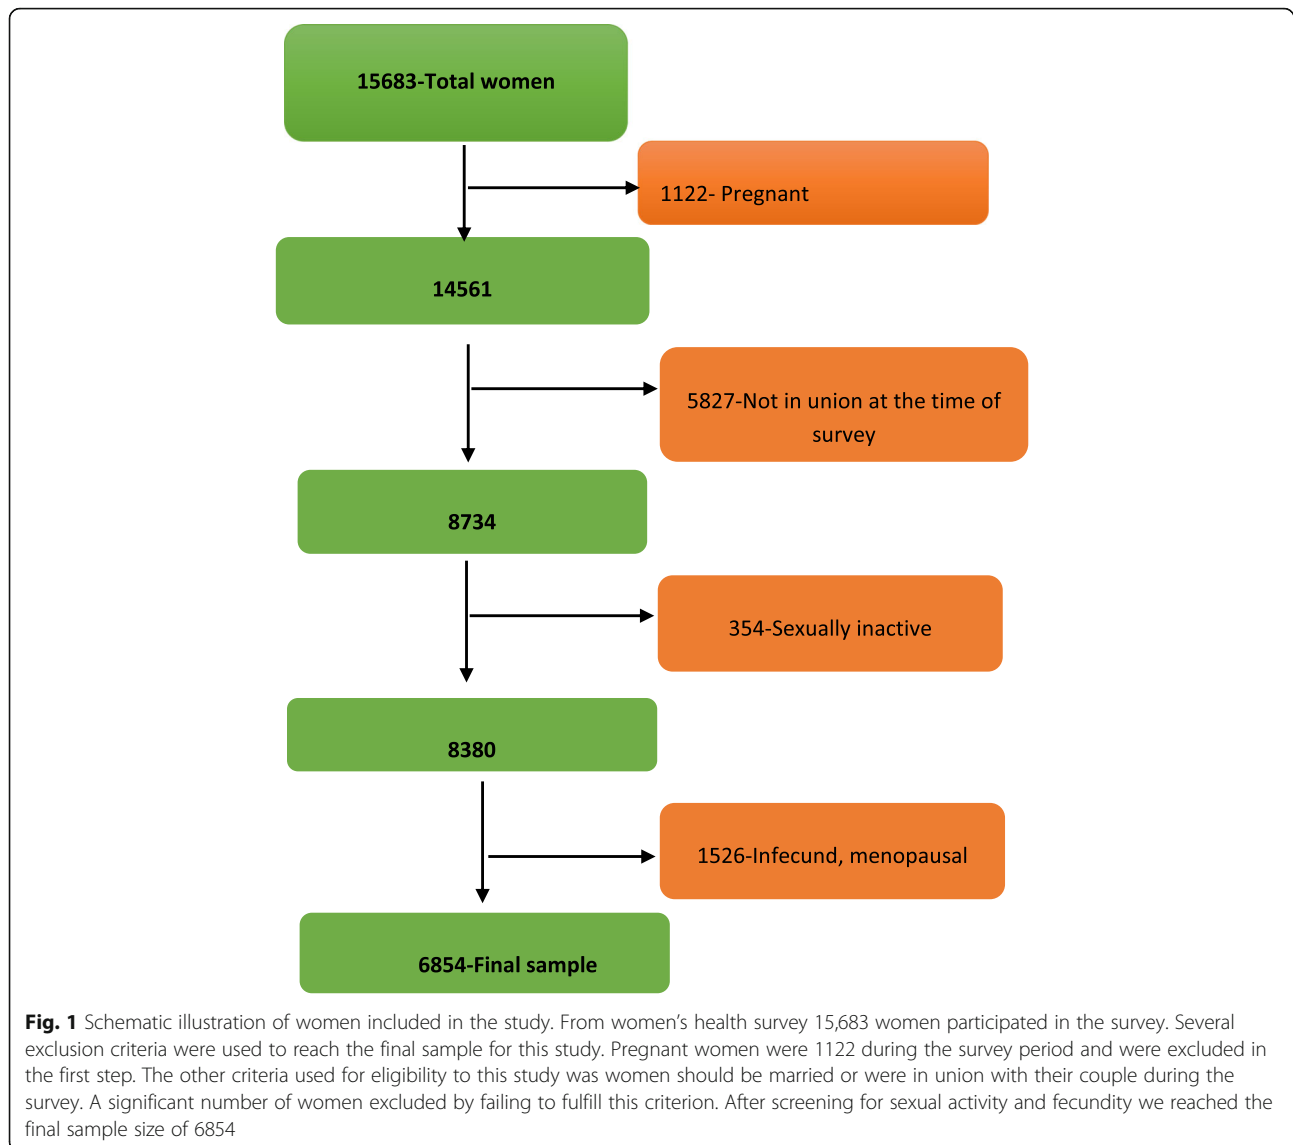 15683-Total women
1122- Pregnant
14561
5827-Not in union at the time of
survey
8734
354-Sexually inactive
8380
1526-Infecund, menopausal
6854-Final sample
Fig. 1 Schematic illustration of women included in the study. From women's health survey 15,683 women participated in the survey. Several
exclusion criteria were used to reach the final sample for this study. Pregnant women were 1122 during the survey period and were excluded in
the first step. The other criteria used for eligibility to this study was women should be married or were in union with their couple during the
survey. A significant number of women excluded by failing to fulfill this criterion. After screening for sexual activity and fecundity we reached the
final sample size of 6854